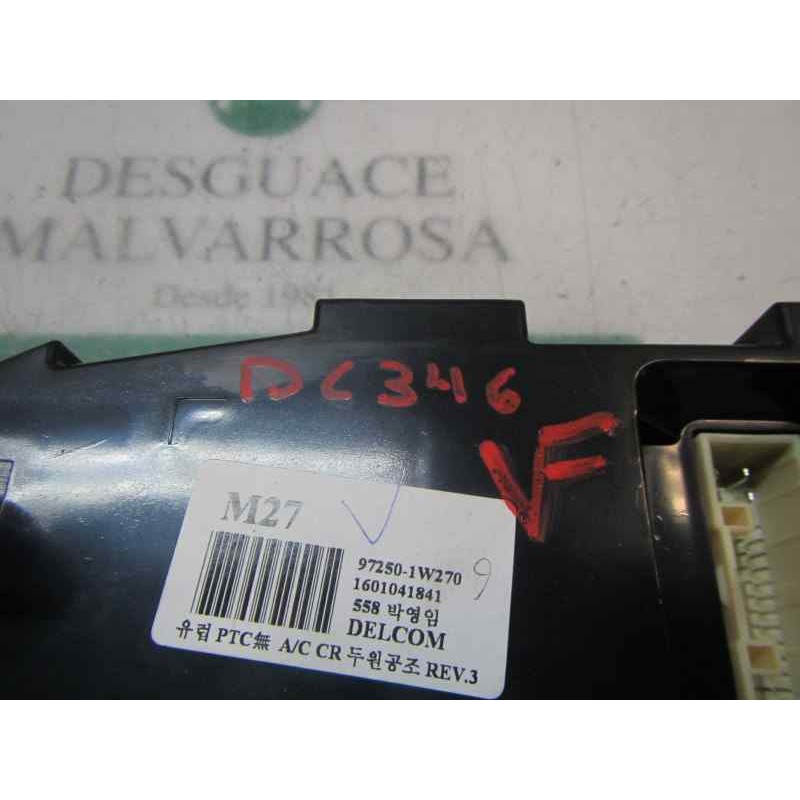 DESGUACE
MALVARROSA
Desde 1981
DC346
VF
M27
97250-1W270
9
1601041841
558 박영임
DELCOM
유럽 PTC無 A/C CR 두원공조 REV.3